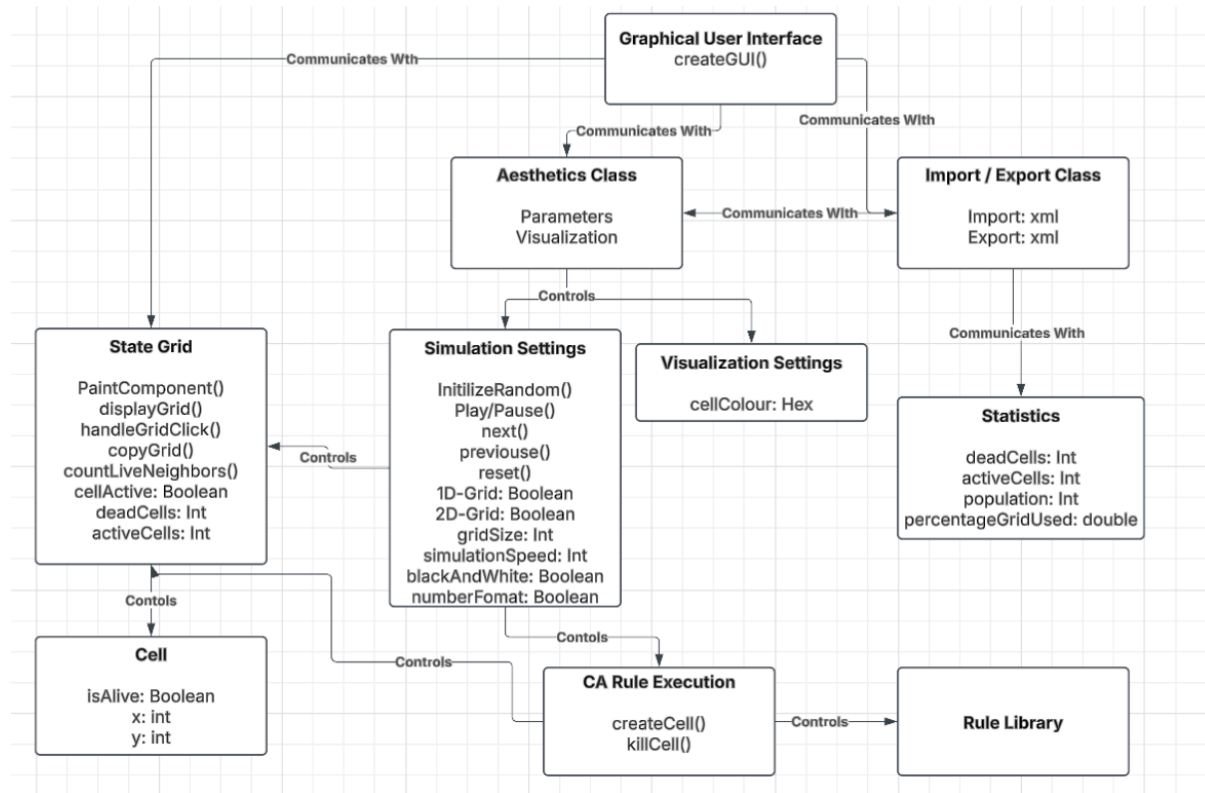 Graphical User Interface
createGUI()
Communicates Wth
Communicates With
Communicates WIth
Aesthetics Class
Parameters
Visualization
Communicates WIth
Import / Export Class
Import: xml
Export: xml
Controls
Communicates With
State Grid
PaintComponent()
displayGrid()
handleGridClick()
copyGrid()
countLiveNeighbors()
cellActive: Boolean
deadCells: Int
activeCells: Int
Controls
Simulation Settings
InitilizeRandom()
Play/Pause()
next()
previouse()
reset()
1D-Grid: Boolean
2D-Grid: Boolean
gridSize: Int
simulationSpeed: Int
blackAndWhite: Boolean
numberFomat: Boolean
Visualization Settings
cellColour: Hex
Statistics
deadCells: Int
activeCells: Int
population: Int
percentageGridUsed: double
Contols
Contols
Controls
Cell
isAlive: Boolean
x: int
y: int
CA Rule Execution
createCell()
killCell()
Controls
Rule Library